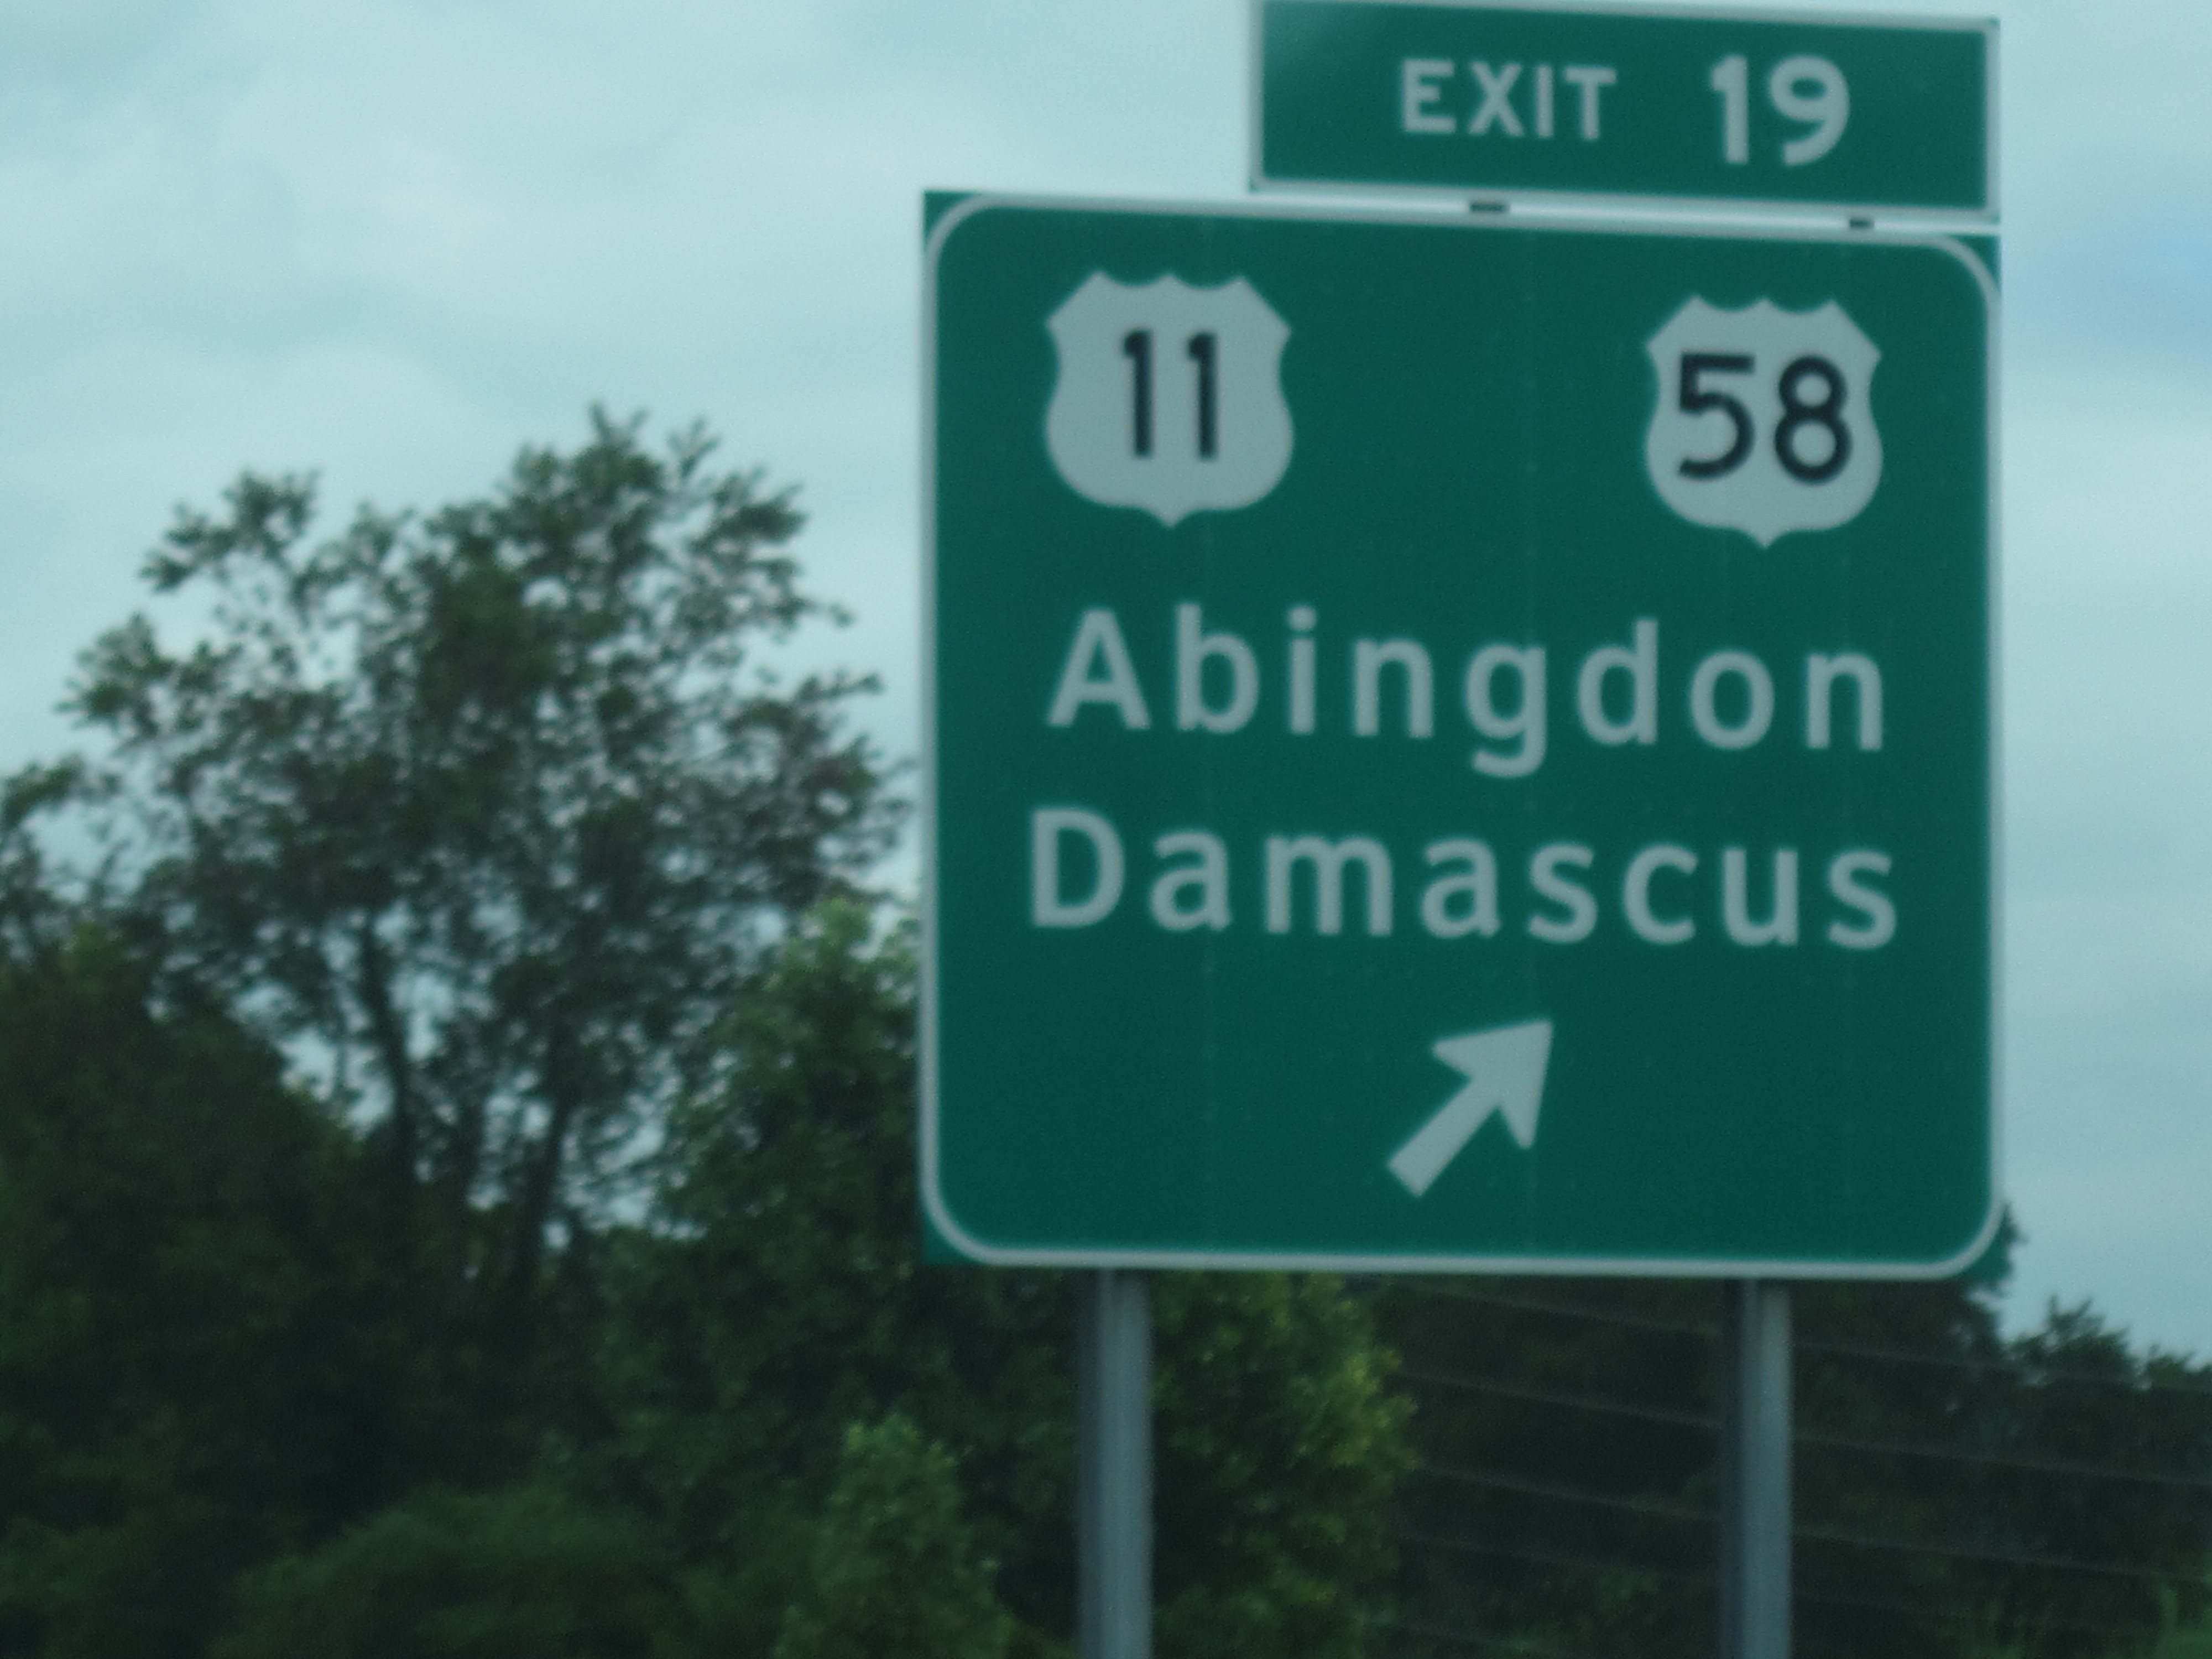 EXIT 19
11 58
Abingdon
Damascus